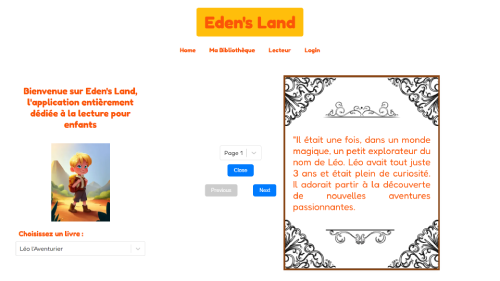 Eden's Land
Home Ma Bibliothèque Lecteur Login
Bienvenue sur Eden's Land,
l'application entièrement
dédiée à la lecture pour
enfants
Choisissez un livre :
Léo l'Aventurier
Page 1
Close
Previous Next
"Il était une fois, dans un monde
magique, un petit explorateur du
nom de Léo. Léo avait tout juste
3 ans et était plein de curiosité.
Il adorait partir à la découverte
de nouvelles aventures
passionnantes.